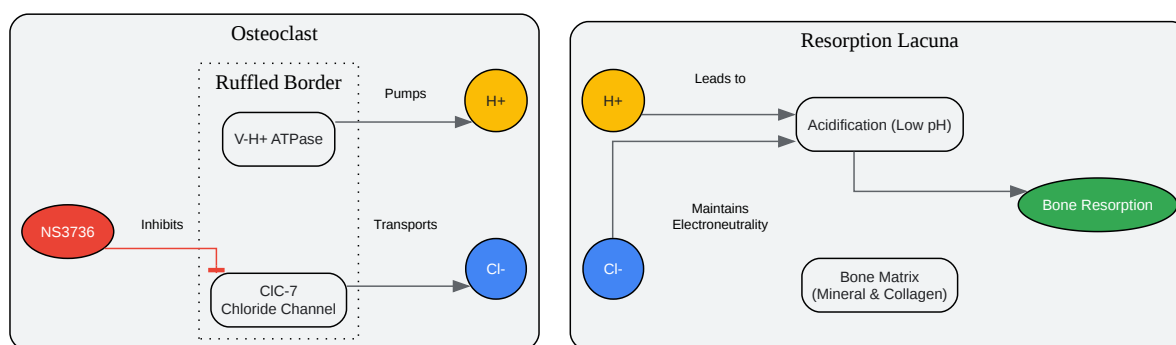 Osteoclast
Ruffled Border
Pumps
H+
V-H+ ATPase
NS3736
Inhibits
Transports
Cl-
ClC-7
Chloride Channel
Resorption Lacuna
H+
Leads to
Acidification (Low pH)
Maintains
Electroneutrality
Bone Resorption
Cl-
Bone Matrix
(Mineral & Collagen)